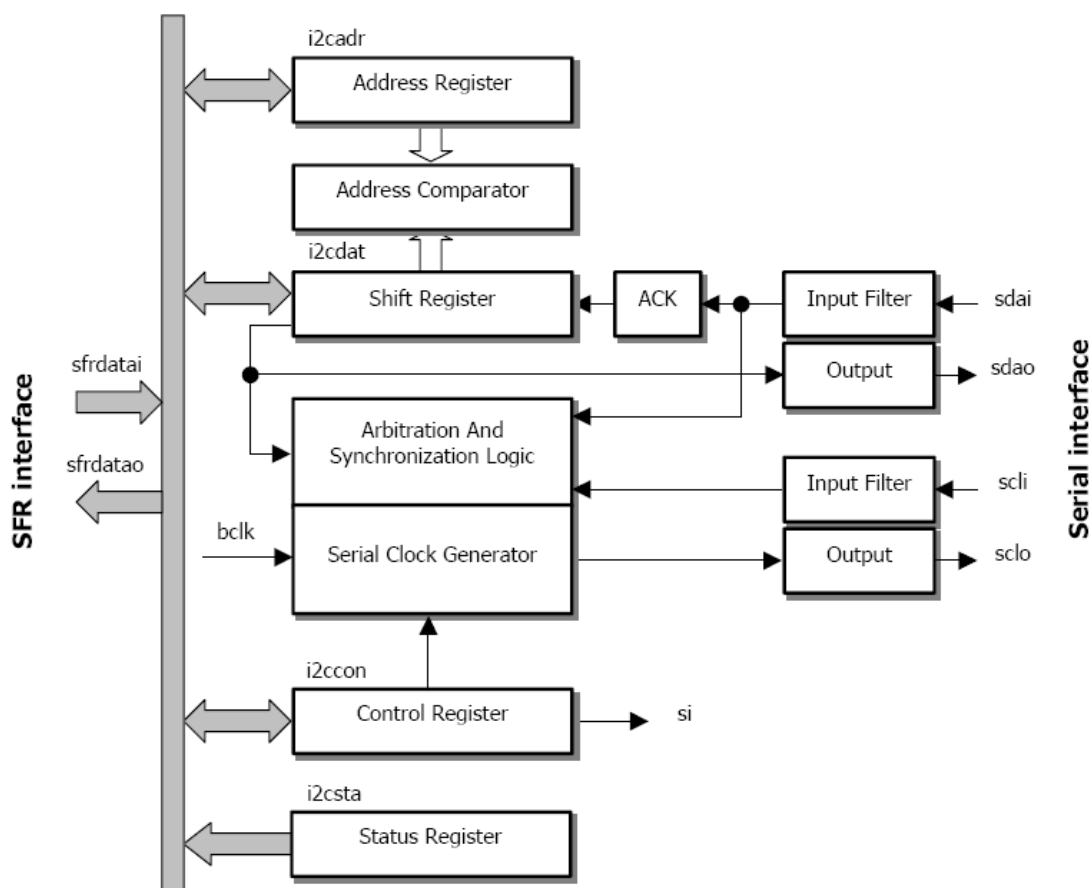 i2cadr
Address Register
Address Comparator
i2cdat
Shift Register
ACK
Input Filter
sdai
sfrdatai
Output
sdao
SFR interface
Serial interface
Arbitration And
Synchronization Logic
sfrdatao
Input Filter
scli
bclk
Serial Clock Generator
Output
sclo
i2ccon
Control Register
si
i2csta
Status Register